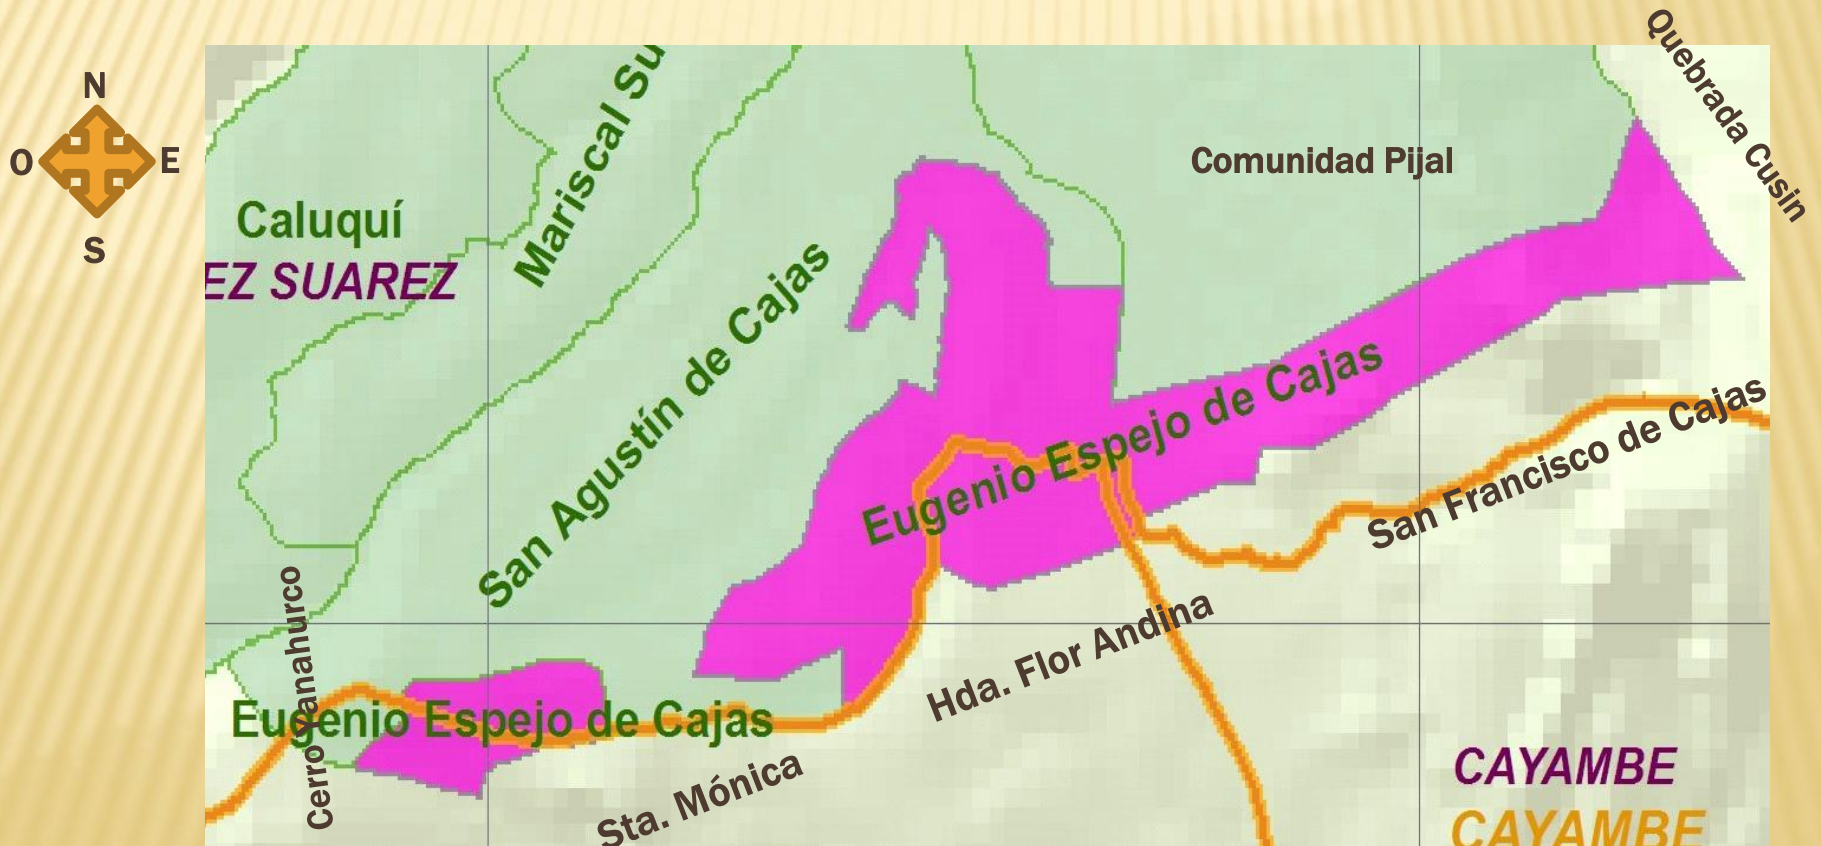 N
O
E
S
Quebrada Cusin
Mariscal Su
Comunidad Pijal
Caluquí
EZ SUAREZ
San Agustín de Cajas
Eugenio Espejo de Cajas
San Francisco de Cajas
Cerro Yanahurco
Hda. Flor Andina
Eugenio Espejo de Cajas
Sta. Mónica
CAYAMBE
CAYAMBE